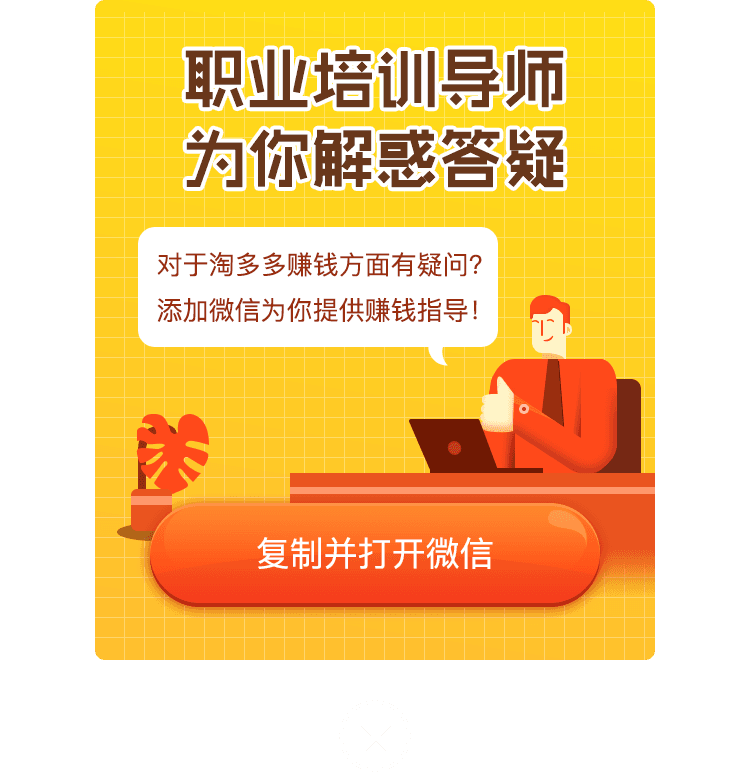 职业培训导师
为你解惑答疑
对于淘多多赚钱方面有疑问?
添加微信为你提供赚钱指导!
复制并打开微信